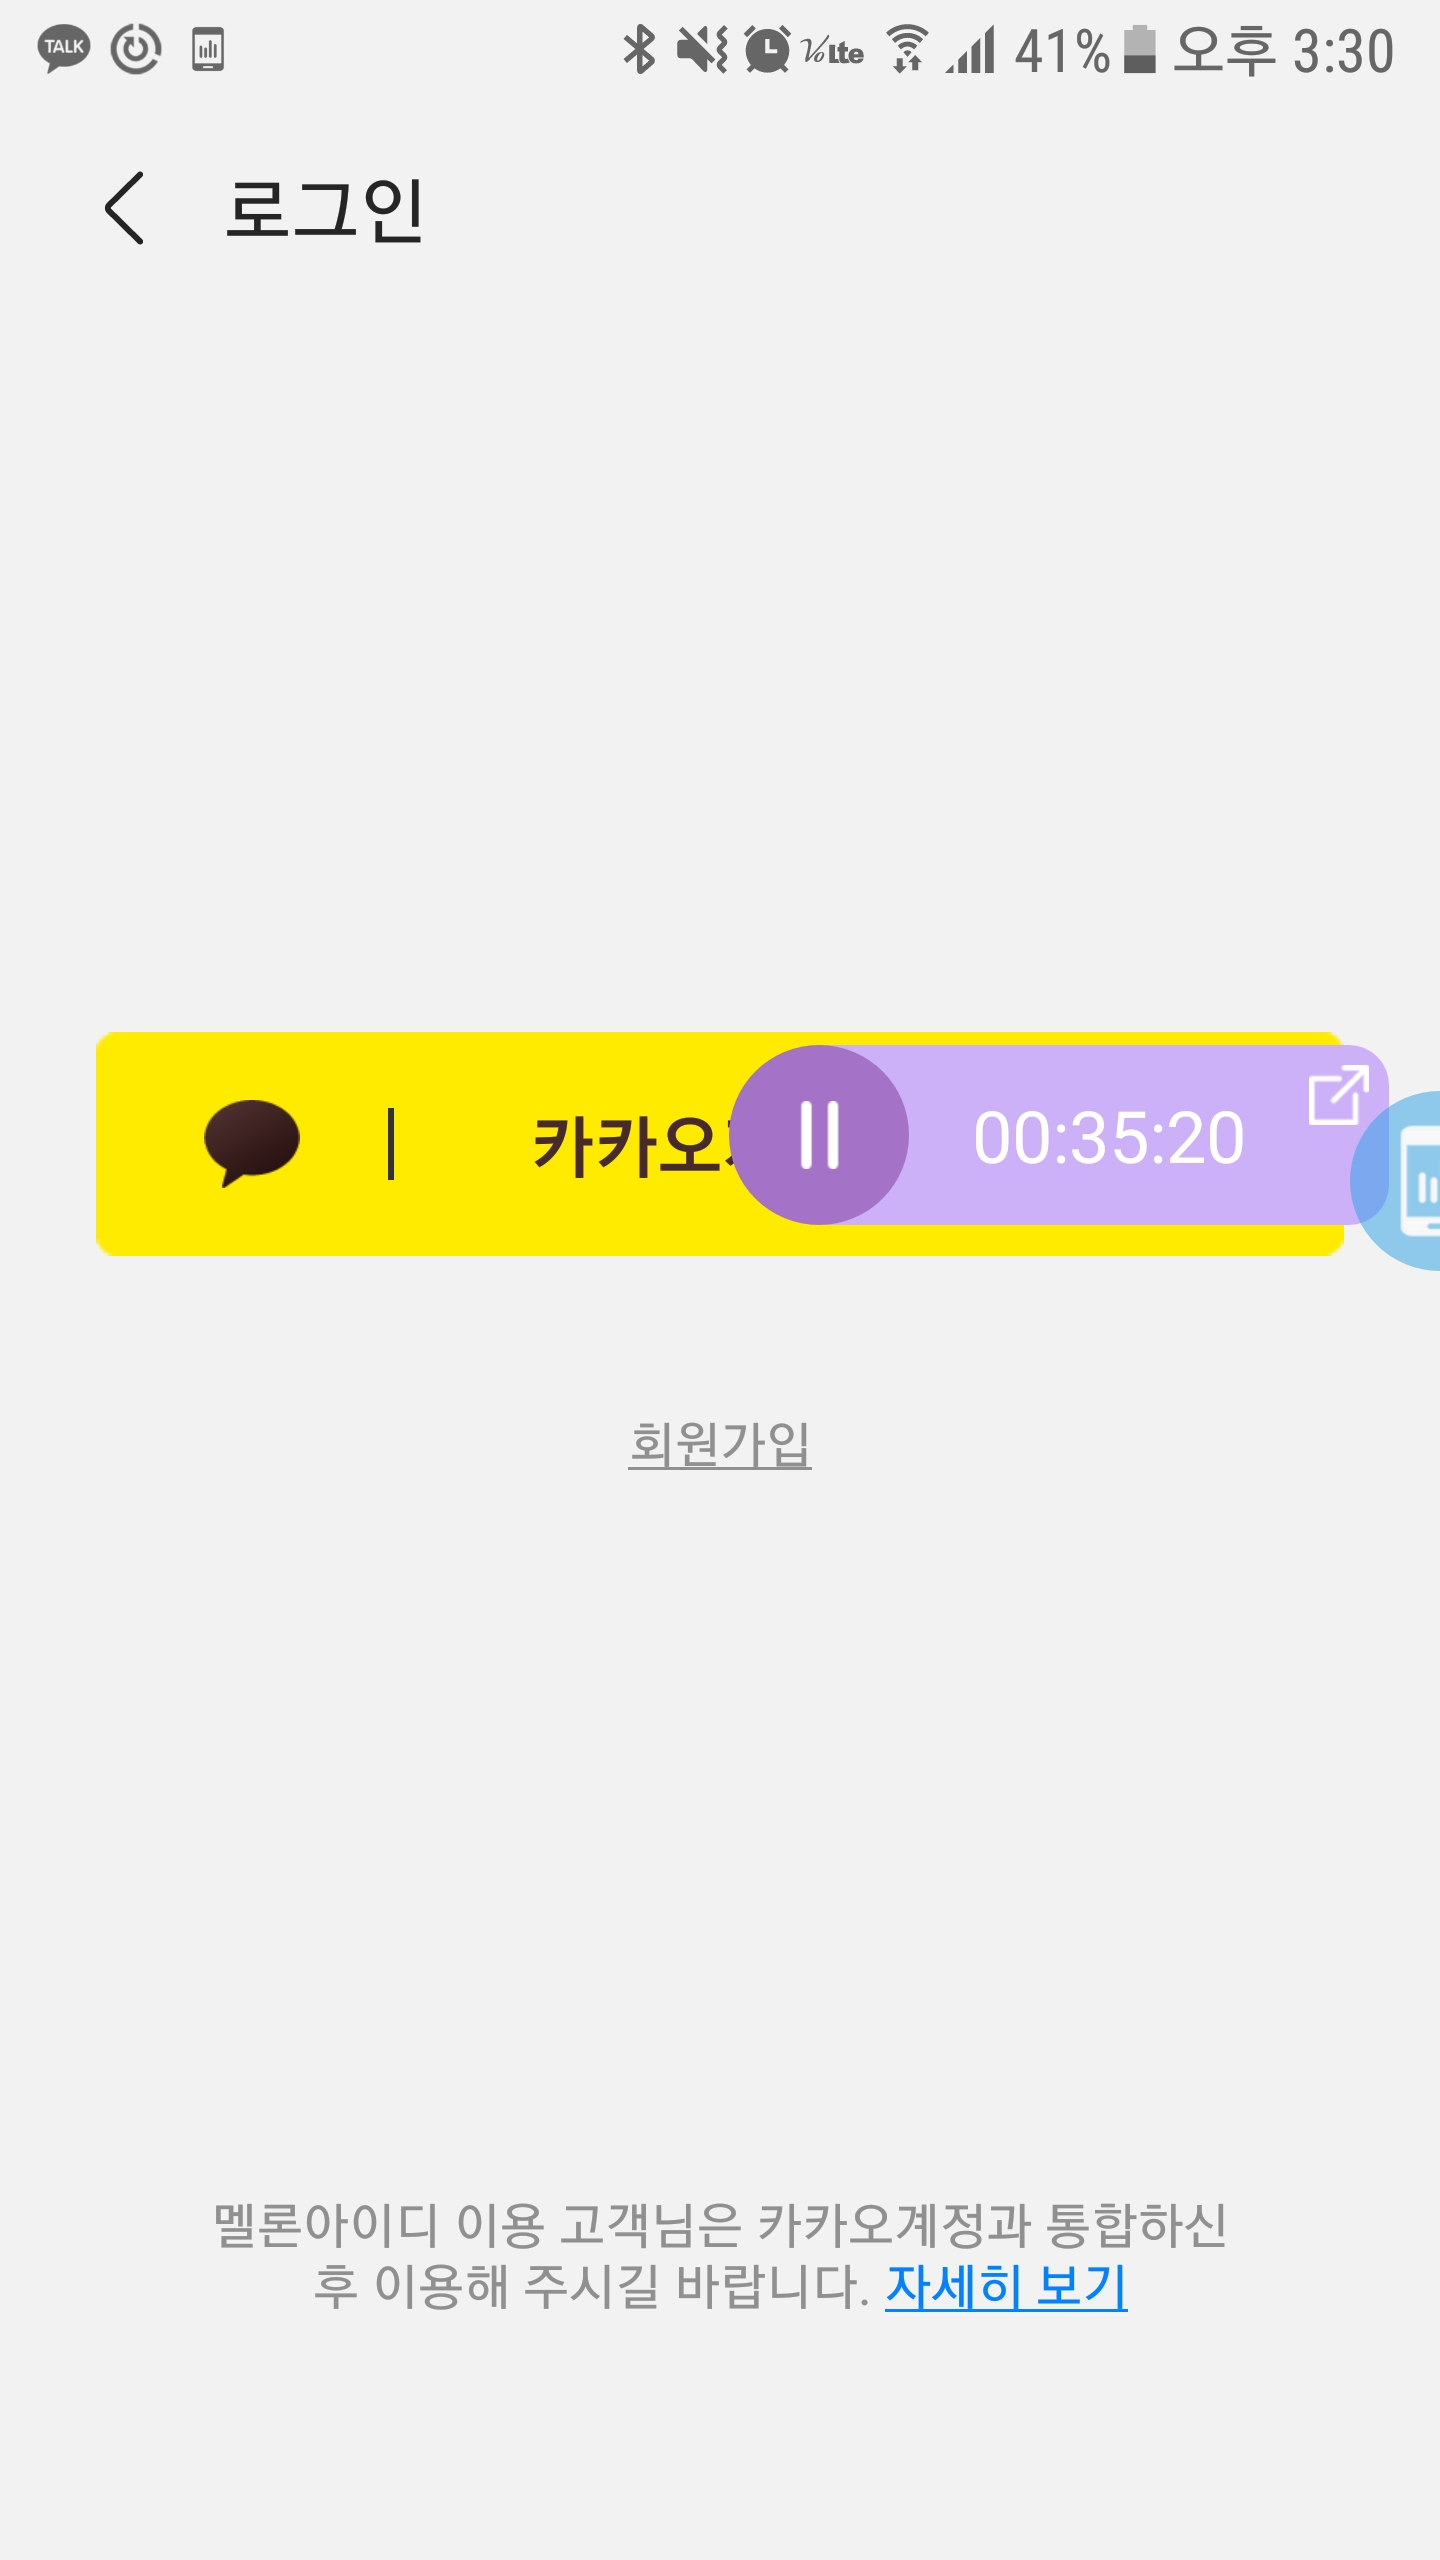 TALK
VoLte 41% 오후 3:30
로그인
카카오
00:35:20
회원가입
멜론아이디 이용 고객님은 카카오계정과 통합하신
후 이용해 주시길 바랍니다. 자세히 보기